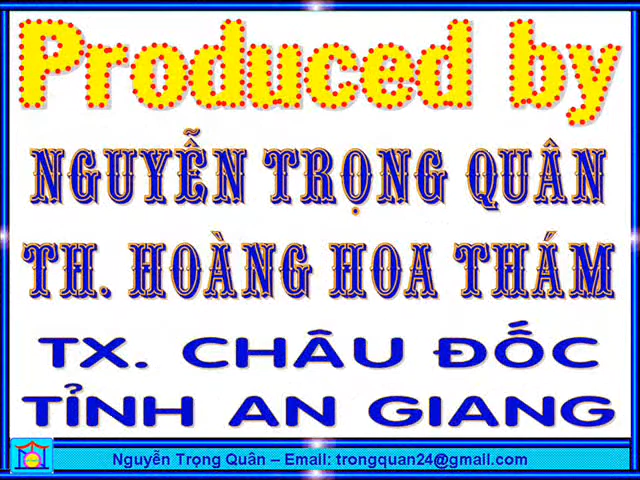 Produced by
NGUYỄN TRỌNG QUÂN
TH. HOÀNG HOA THÁM
TX. CHÂU ĐỐC
TỈNH AN GIANG
Nguyễn Trọng Quân – Email: trongquan24@gmail.com